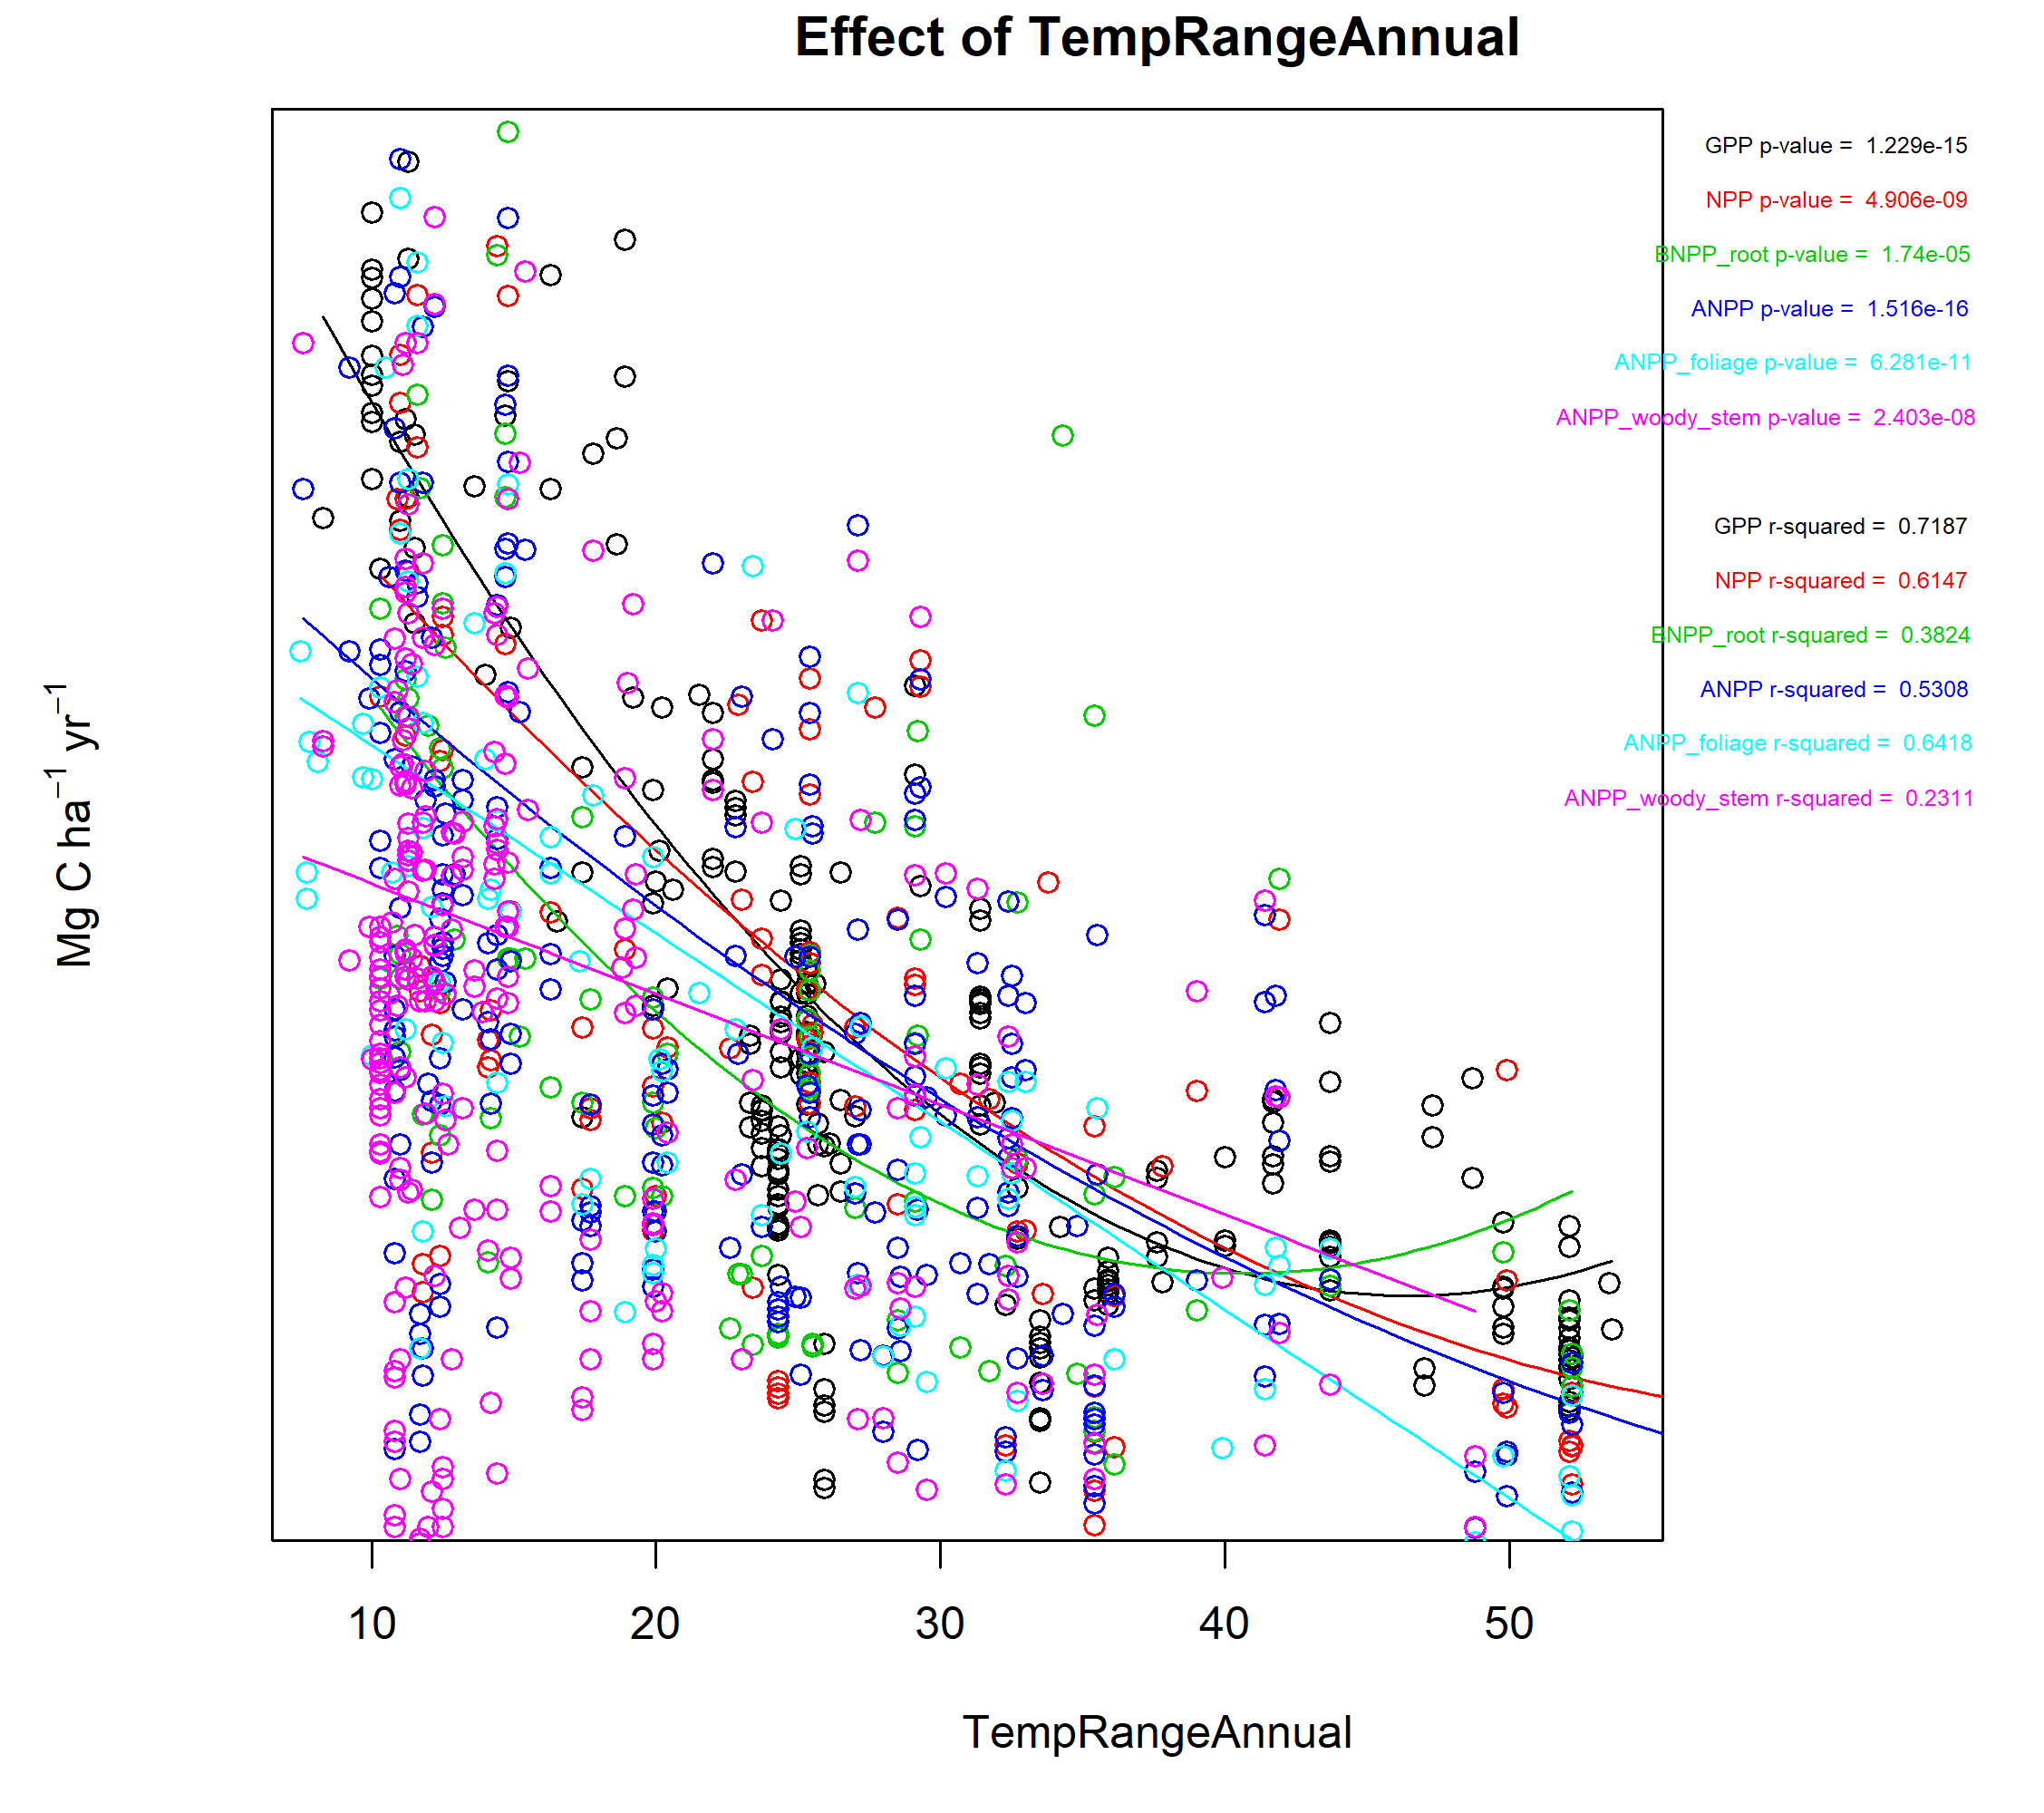 Effect of TempRangeAnnual
GPP p-value = 1.229e-15
NPP p-value = 4.906e-09
BNPP_root p-value = 1.74e-05
ANPP p-value = 1.516e-16
ANPP_foliage p-value = 6.281e-11
ANPP_woody_stem p-value = 2.403e-08
GPP r-squared = 0.7187
NPP r-squared = 0.6147
BNPP_root r-squared = 0.3824
ANPP r-squared = 0.5308
ANPP_foliage r-squared = 0.6418
ANPP_woody_stem r-squared = 0.2311
Mg C ha⁻¹ yr⁻¹
10 20 30 40 50
TempRangeAnnual